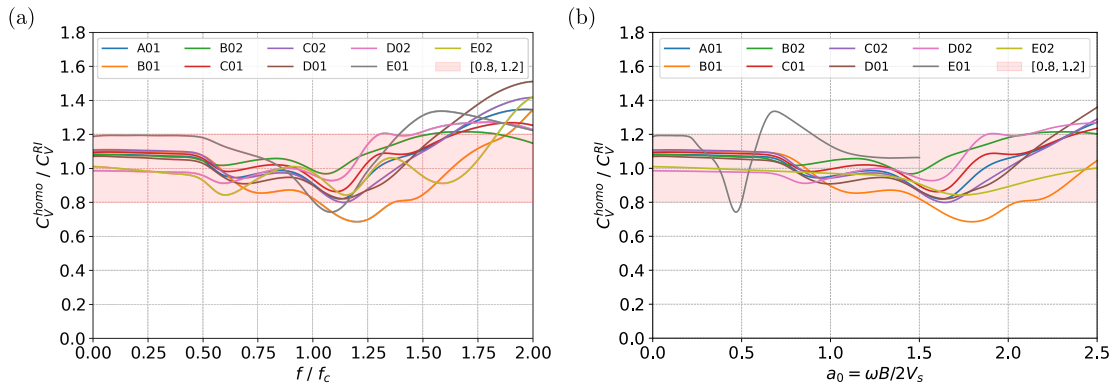 (a)
1.8
1.6
1.4
1.2
1.0
0.8
0.6
0.4
0.2
0.0
C_V^{homo} / C_V^{RI}
A01 B02 C02 D02 E02
B01 C01 D01 E01 [0.8, 1.2]
0.00 0.25 0.50 0.75 1.00 1.25 1.50 1.75 2.00
f / f_c
(b)
1.8
1.6
1.4
1.2
1.0
0.8
0.6
0.4
0.2
0.0
C_V^{homo} / C_V^{RI}
A01 B02 C02 D02 E02
B01 C01 D01 E01 [0.8, 1.2]
0.0 0.5 1.0 1.5 2.0 2.5
a_0 = ωB/2V_s